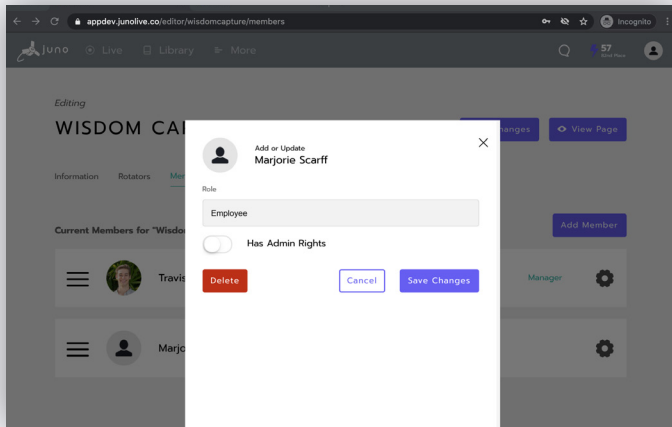 appdev.junolive.co/editor/wisdomcapture/members
Incognito
juno
Live
Library
More
57
Editing
WISDOM CA
anges
View Page
Add or Update
Marjorie Scarff
Information
Rotators
Mem
Role
Employee
Current Members for "Wisdo
Add Member
Has Admin Rights
Delete
Cancel
Save Changes
Travis
Manager
Marjo